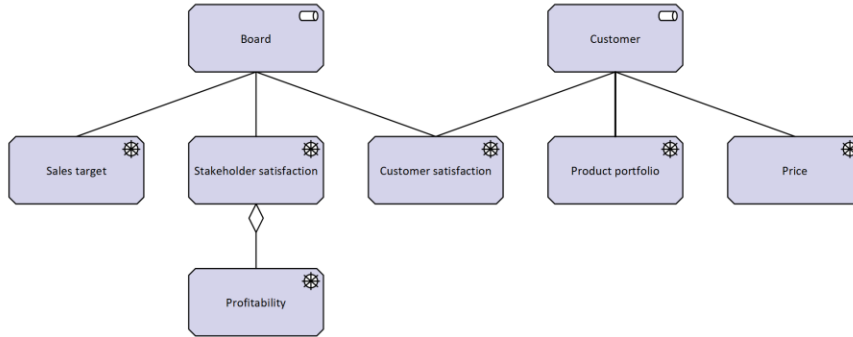 Board
Customer
Sales target
Stakeholder satisfaction
Customer satisfaction
Product portfolio
Price
Profitability